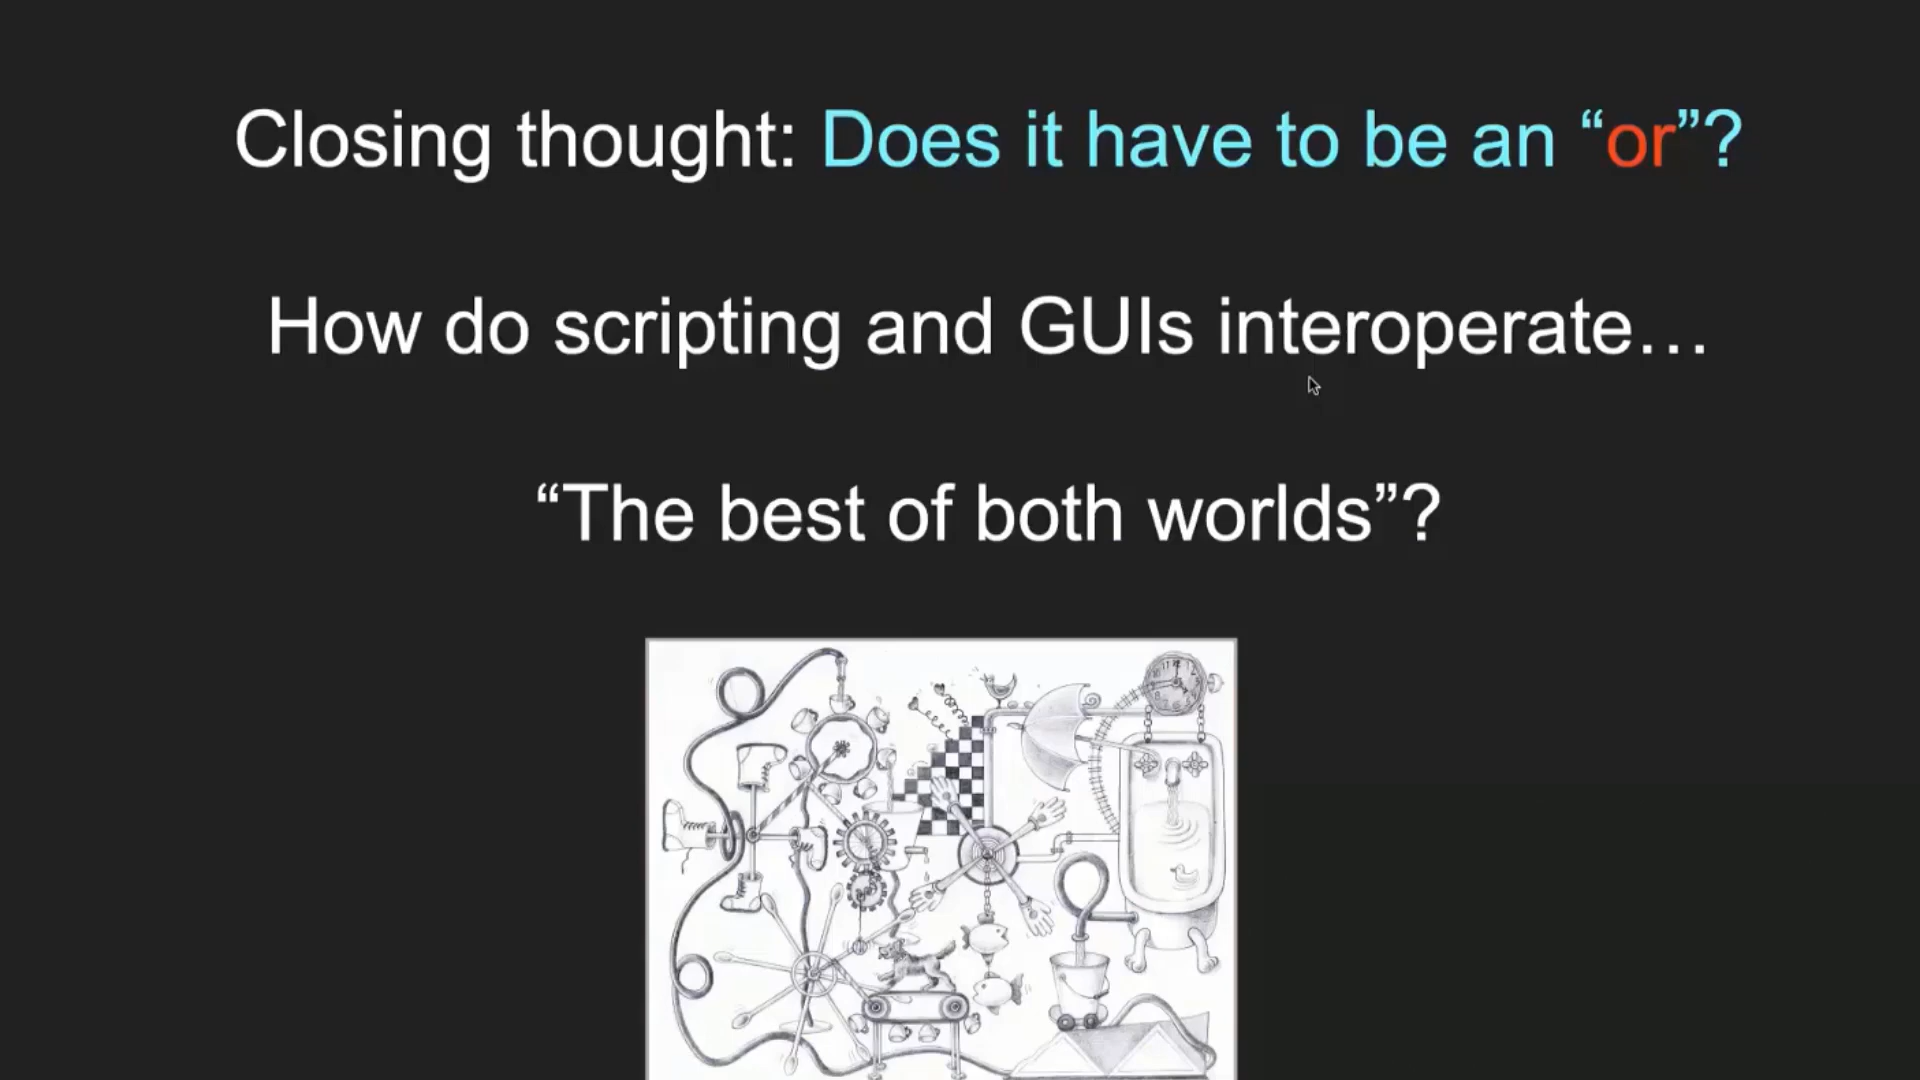 Closing thought: Does it have to be an “or”?
How do scripting and GUIs interoperate…
“The best of both worlds”?